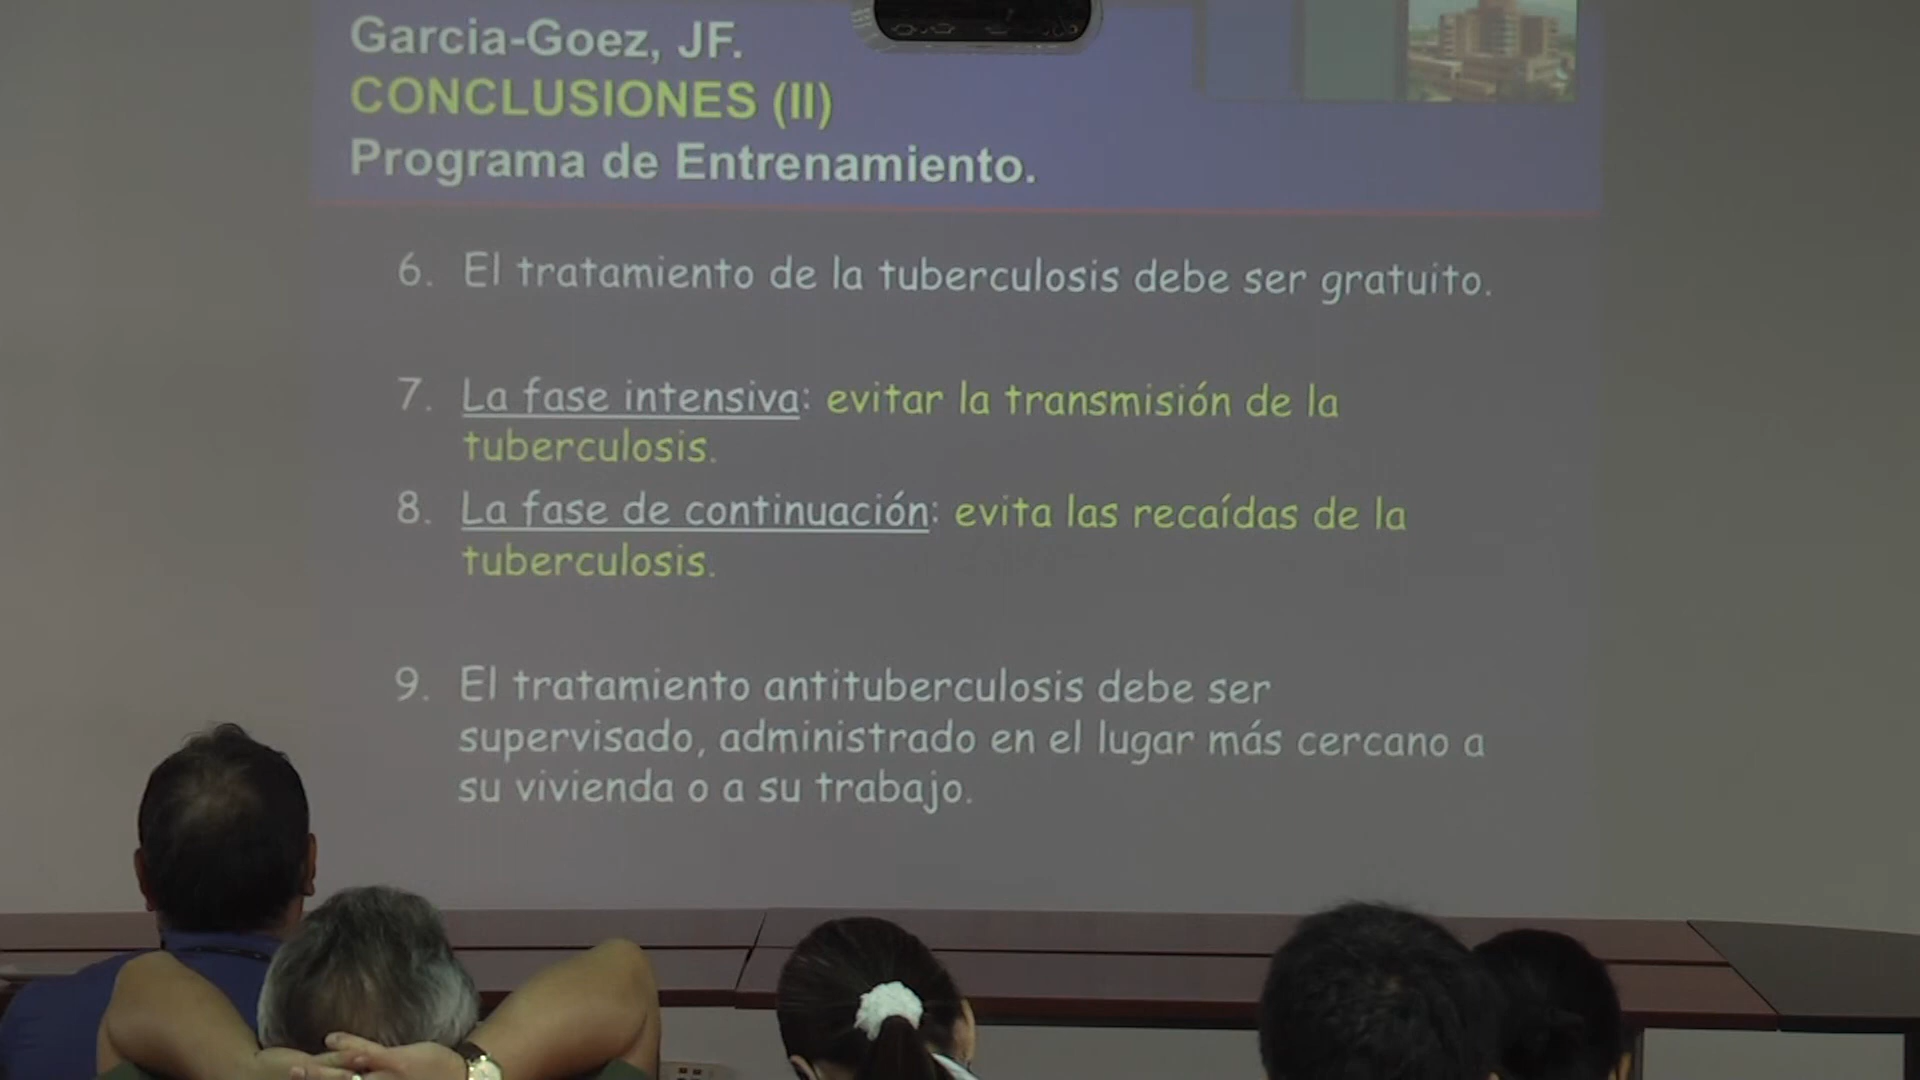 Garcia-Goez, JF.
CONCLUSIONES (II)
Programa de Entrenamiento.
6. El tratamiento de la tuberculosis debe ser gratuito.
7. La fase intensiva: evitar la transmisión de la
tuberculosis.
8. La fase de continuación: evita las recaídas de la
tuberculosis.
9. El tratamiento antituberculosis debe ser
supervisado, administrado en el lugar más cercano a
su vivienda o a su trabajo.